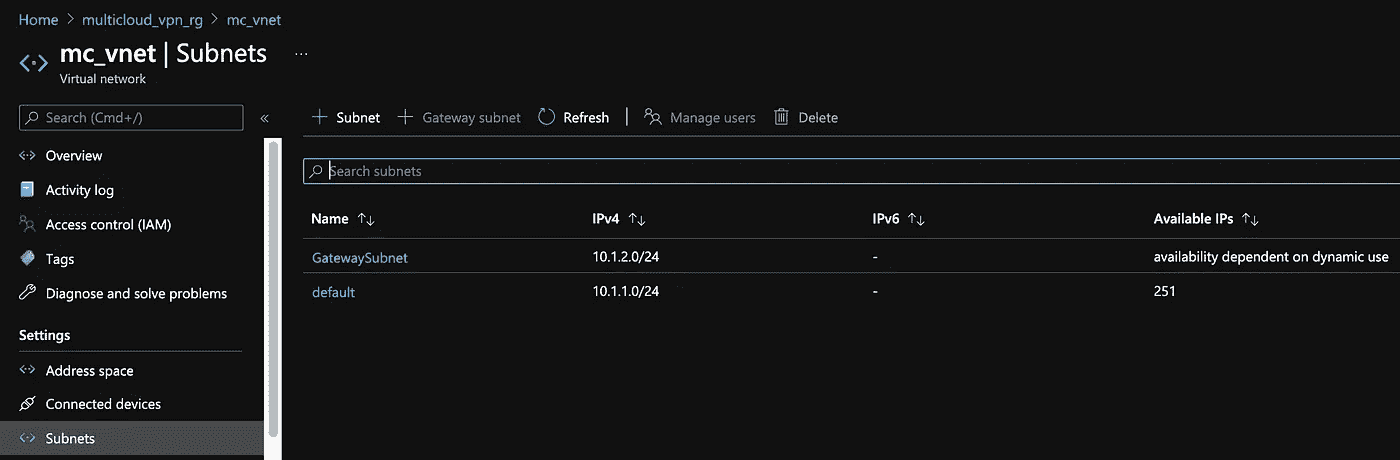 Home > multicloud_vpn_rg > mc_vnet
mc_vnet | Subnets ...
Virtual network
Search (Cmd+/) «
+ Subnet + Gateway subnet Refresh | Manage users Delete
Overview
Activity log
Access control (IAM)
Tags
Diagnose and solve problems
Settings
Address space
Connected devices
Subnets
Search subnets
Name ↑↓ IPv4 ↑↓ IPv6 ↑↓ Available IPs ↑↓
GatewaySubnet 10.1.2.0/24 - availability dependent on dynamic use
default 10.1.1.0/24 - 251